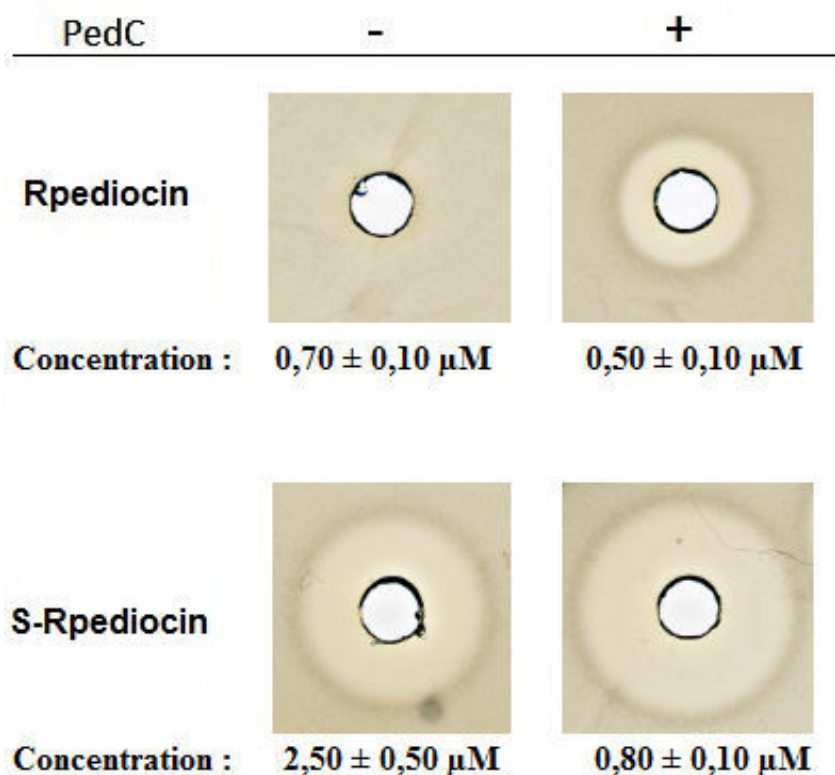 PedC - +
Rpediocin
Concentration : 0,70 ± 0,10 µM 0,50 ± 0,10 µM
S-Rpediocin
Concentration : 2,50 ± 0,50 µM 0,80 ± 0,10 µM